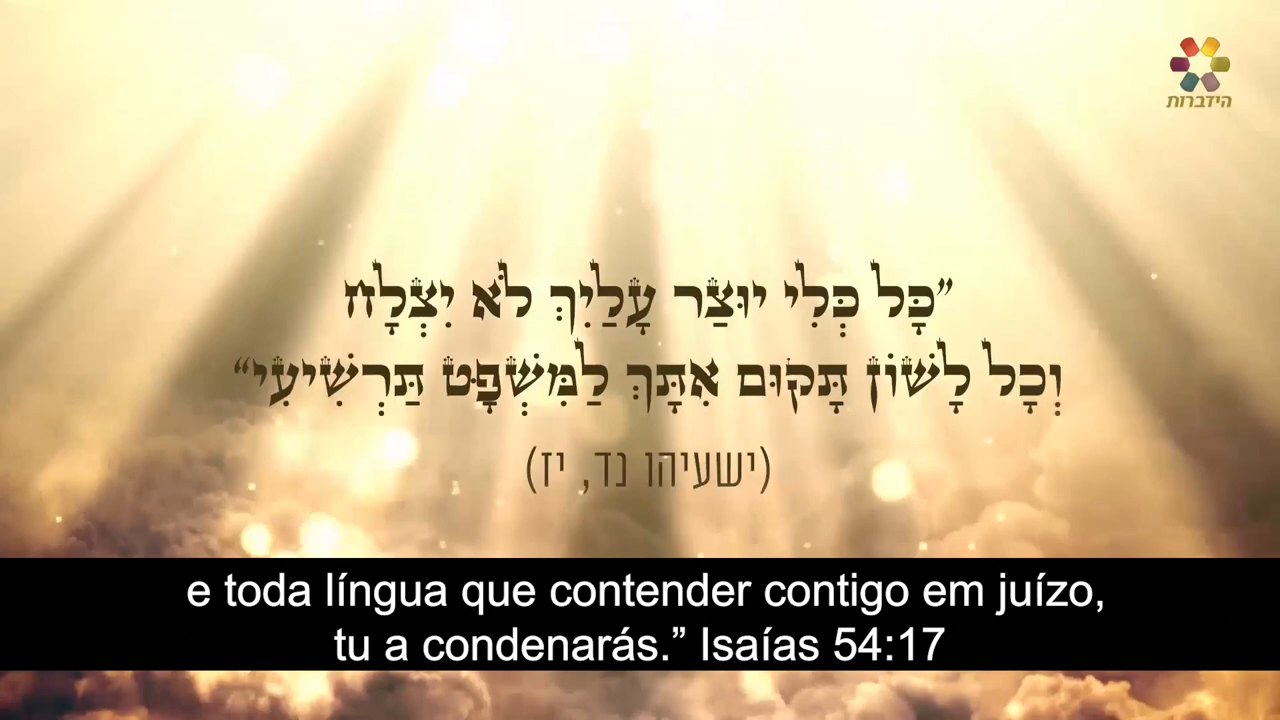 הידברות
"כָּל כְּלִי יוּצַר עָלַיִךְ לֹא יִצְלָח
וְכָל לָשׁוֹן תָּקוּם אִתָּךְ לַמִּשְׁפָּט תַּרְשִׁיעִי"
(ישעיהו נד, יז)
e toda língua que contender contigo em juízo,
tu a condenarás.” Isaías 54:17